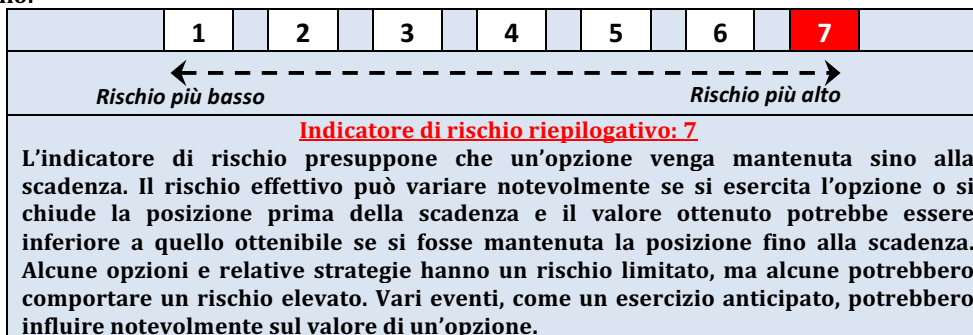 1 2 3 4 5 6 7
Rischio più basso Rischio più alto
Indicatore di rischio riepilogativo: 7
L’indicatore di rischio presuppone che un’opzione venga mantenuta sino alla
scadenza. Il rischio effettivo può variare notevolmente se si esercita l’opzione o si
chiude la posizione prima della scadenza e il valore ottenuto potrebbe essere
inferiore a quello ottenibile se si fosse mantenuta la posizione fino alla scadenza.
Alcune opzioni e relative strategie hanno un rischio limitato, ma alcune potrebbero
comportare un rischio elevato. Vari eventi, come un esercizio anticipato, potrebbero
influire notevolmente sul valore di un’opzione.